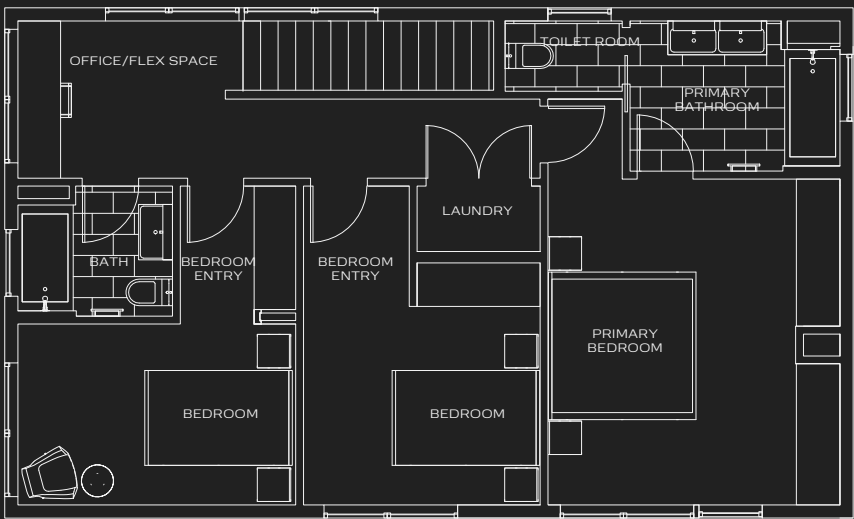 OFFICE/FLEX SPACE
TOILET ROOM
PRIMARY
BATHROOM
LAUNDRY
BATH
BEDROOM
ENTRY
BEDROOM
ENTRY
PRIMARY
BEDROOM
BEDROOM
BEDROOM